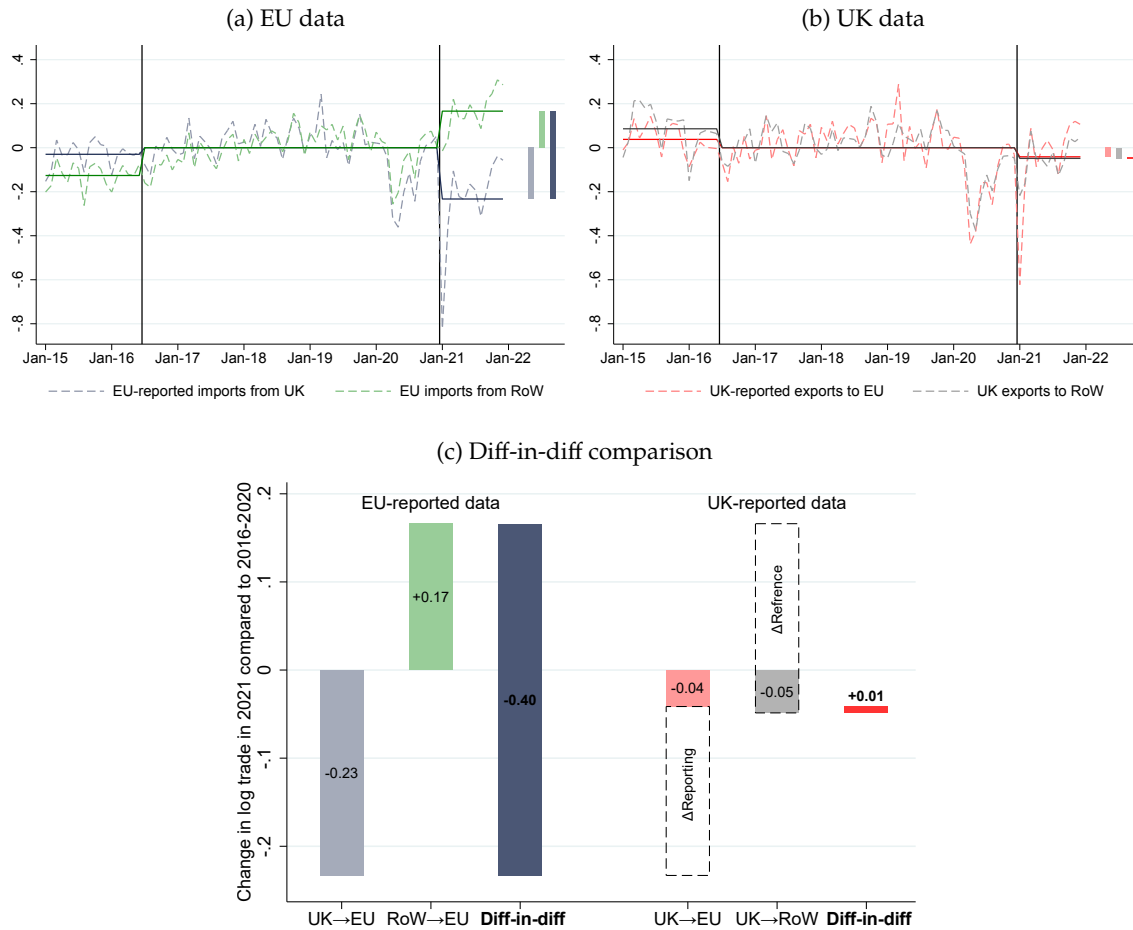 (a) EU data
.4
.2
0
.2
-.4
-.6
-.8
Jan-15 Jan-16 Jan-17 Jan-18 Jan-19 Jan-20 Jan-21 Jan-22
EU-reported imports from UK EU imports from RoW
(b) UK data
.4
.2
0
-.2
-.4
-.6
-.8
Jan-15 Jan-16 Jan-17 Jan-18 Jan-19 Jan-20 Jan-21 Jan-22
UK-reported exports to EU UK exports to RoW
(c) Diff-in-diff comparison
Change in log trade in 2021 compared to 2016-2020
.2
.1
0
-.1
-.2
EU-reported data
UK-reported data
-0.23
+0.17
-0.40
-0.04
ΔReporting
ΔRefrence
-0.05
+0.01
UK→EU RoW→EU Diff-in-diff UK→EU UK→RoW Diff-in-diff